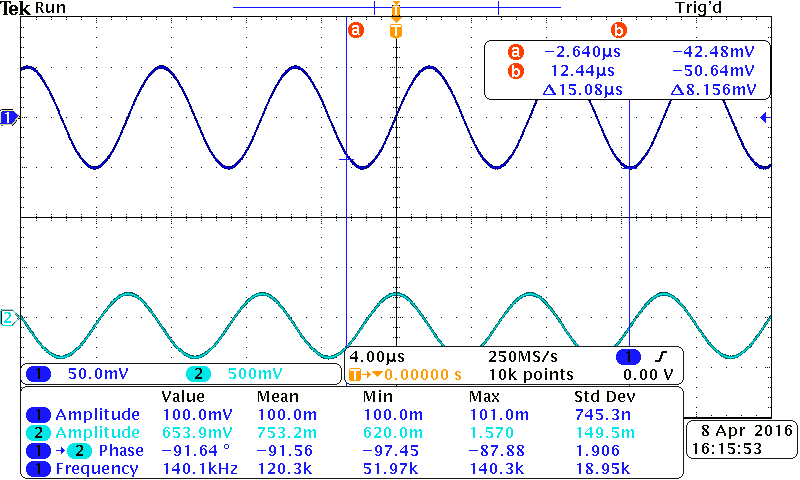 Tek Run Trig'd
T
a b
T
a −2.640µs −42.48mV
b 12.44µs −50.64mV
Δ15.08µs Δ8.156mV
1
2
1 50.0mV 2 500mV
4.00µs 250MS/s 1
T→▼0.00000 s 10k points 0.00 V
Value Mean Min Max Std Dev
1 Amplitude 100.0mV 100.0m 100.0m 101.0m 745.3n
2 Amplitude 653.9mV 753.2m 620.0m 1.570 149.5m
1 → 2 Phase −91.64 ° −91.56 −97.45 −87.88 1.906
1 Frequency 140.1kHz 120.3k 51.97k 140.3k 18.95k
8 Apr 2016
16:15:53